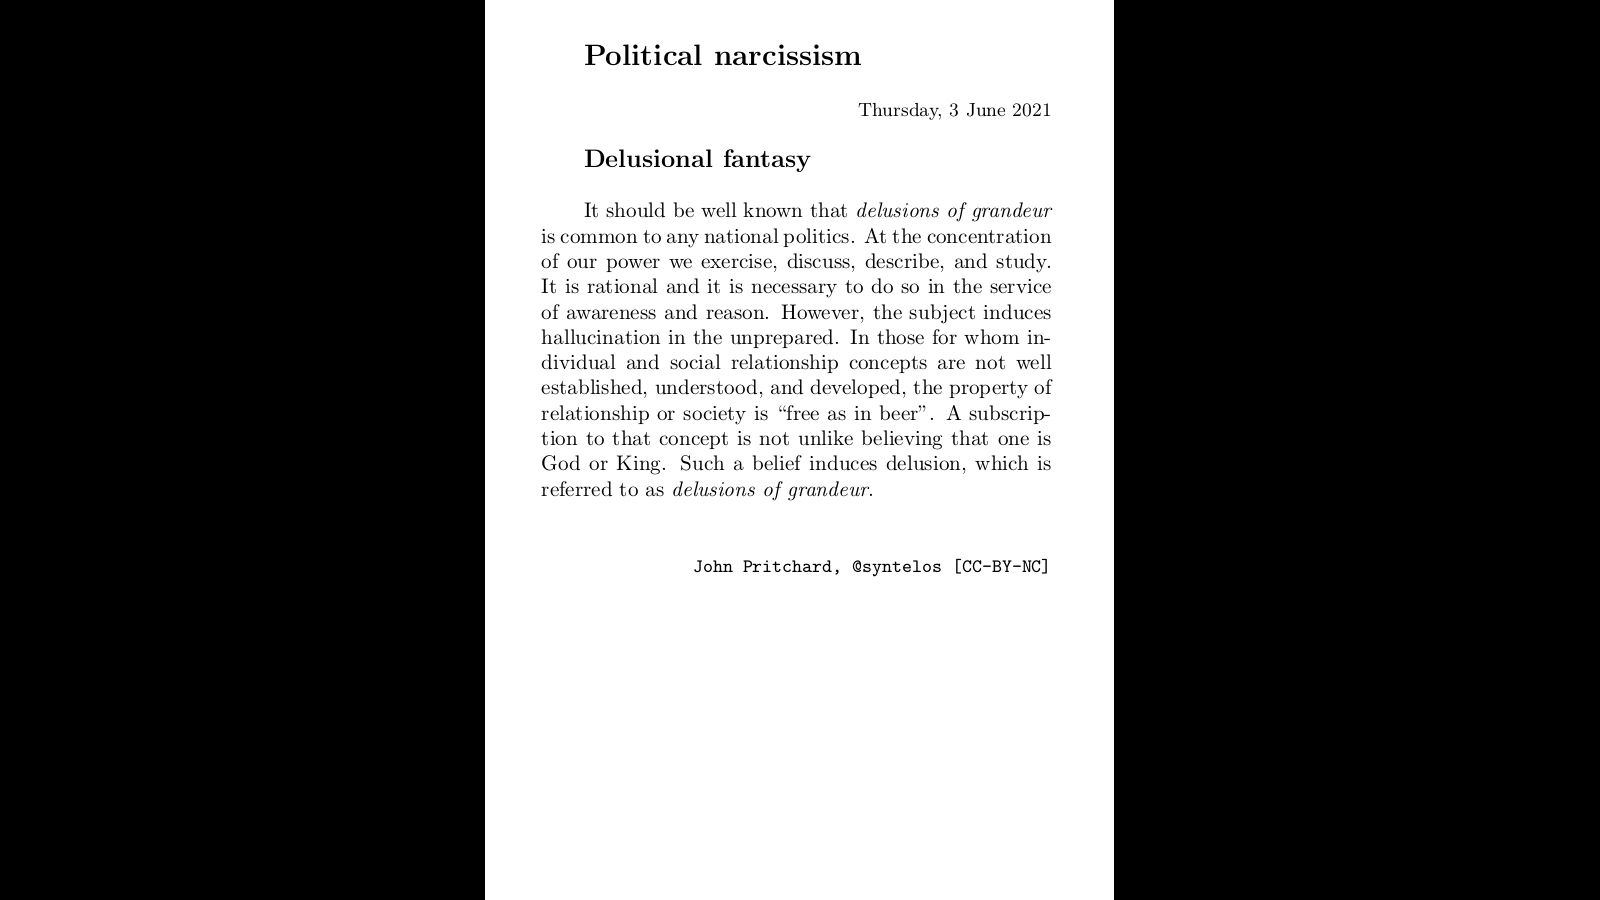 Political narcissism
Thursday, 3 June 2021
Delusional fantasy
It should be well known that delusions of grandeur
is common to any national politics. At the concentration
of our power we exercise, discuss, describe, and study.
It is rational and it is necessary to do so in the service
of awareness and reason. However, the subject induces
hallucination in the unprepared. In those for whom in-
dividual and social relationship concepts are not well
established, understood, and developed, the property of
relationship or society is “free as in beer”. A subscrip-
tion to that concept is not unlike believing that one is
God or King. Such a belief induces delusion, which is
referred to as delusions of grandeur.
John Pritchard, @syntelos [CC-BY-NC]